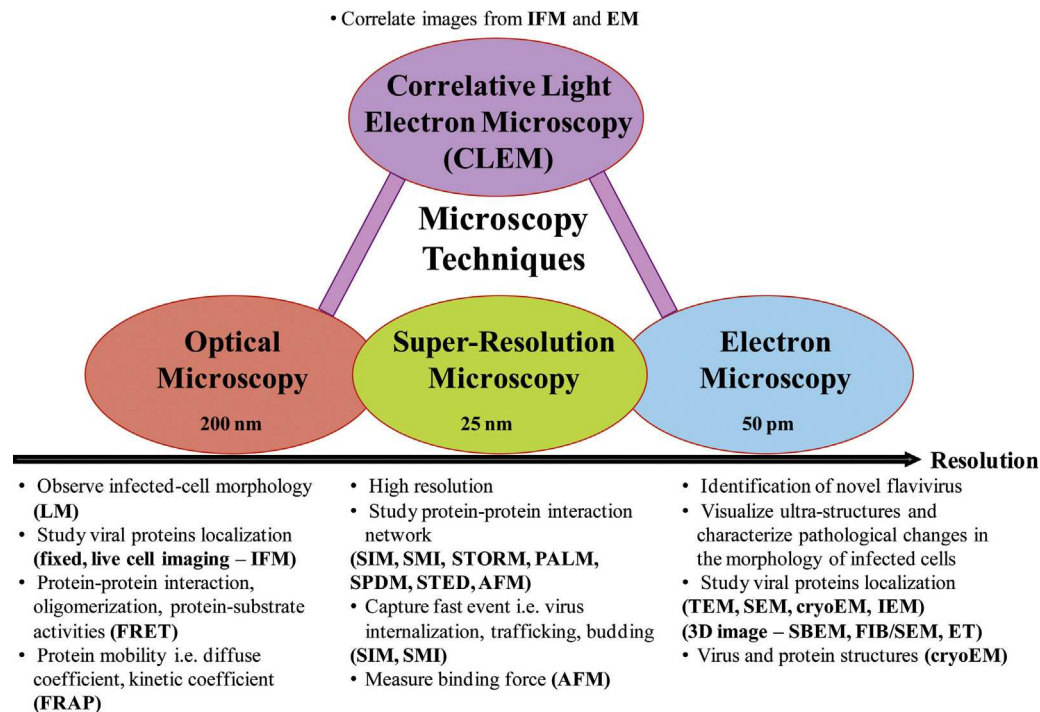 • Correlate images from IFM and EM
Correlative Light
Electron Microscopy
(CLEM)
Microscopy
Techniques
Optical
Microscopy
200 nm
Super-Resolution
Microscopy
25 nm
Electron
Microscopy
50 pm
Resolution
• Observe infected-cell morphology
(LM)
• Study viral proteins localization
(fixed, live cell imaging – IFM)
• Protein-protein interaction,
oligomerization, protein-substrate
activities (FRET)
• Protein mobility i.e. diffuse
coefficient, kinetic coefficient
(FRAP)
• High resolution
• Study protein-protein interaction
network
(SIM, SMI, STORM, PALM,
SPDM, STED, AFM)
• Capture fast event i.e. virus
internalization, trafficking, budding
(SIM, SMI)
• Measure binding force (AFM)
• Identification of novel flavivirus
• Visualize ultra-structures and
characterize pathological changes in
the morphology of infected cells
• Study viral proteins localization
(TEM, SEM, cryoEM, IEM)
(3D image – SBEM, FIB/SEM, ET)
• Virus and protein structures (cryoEM)